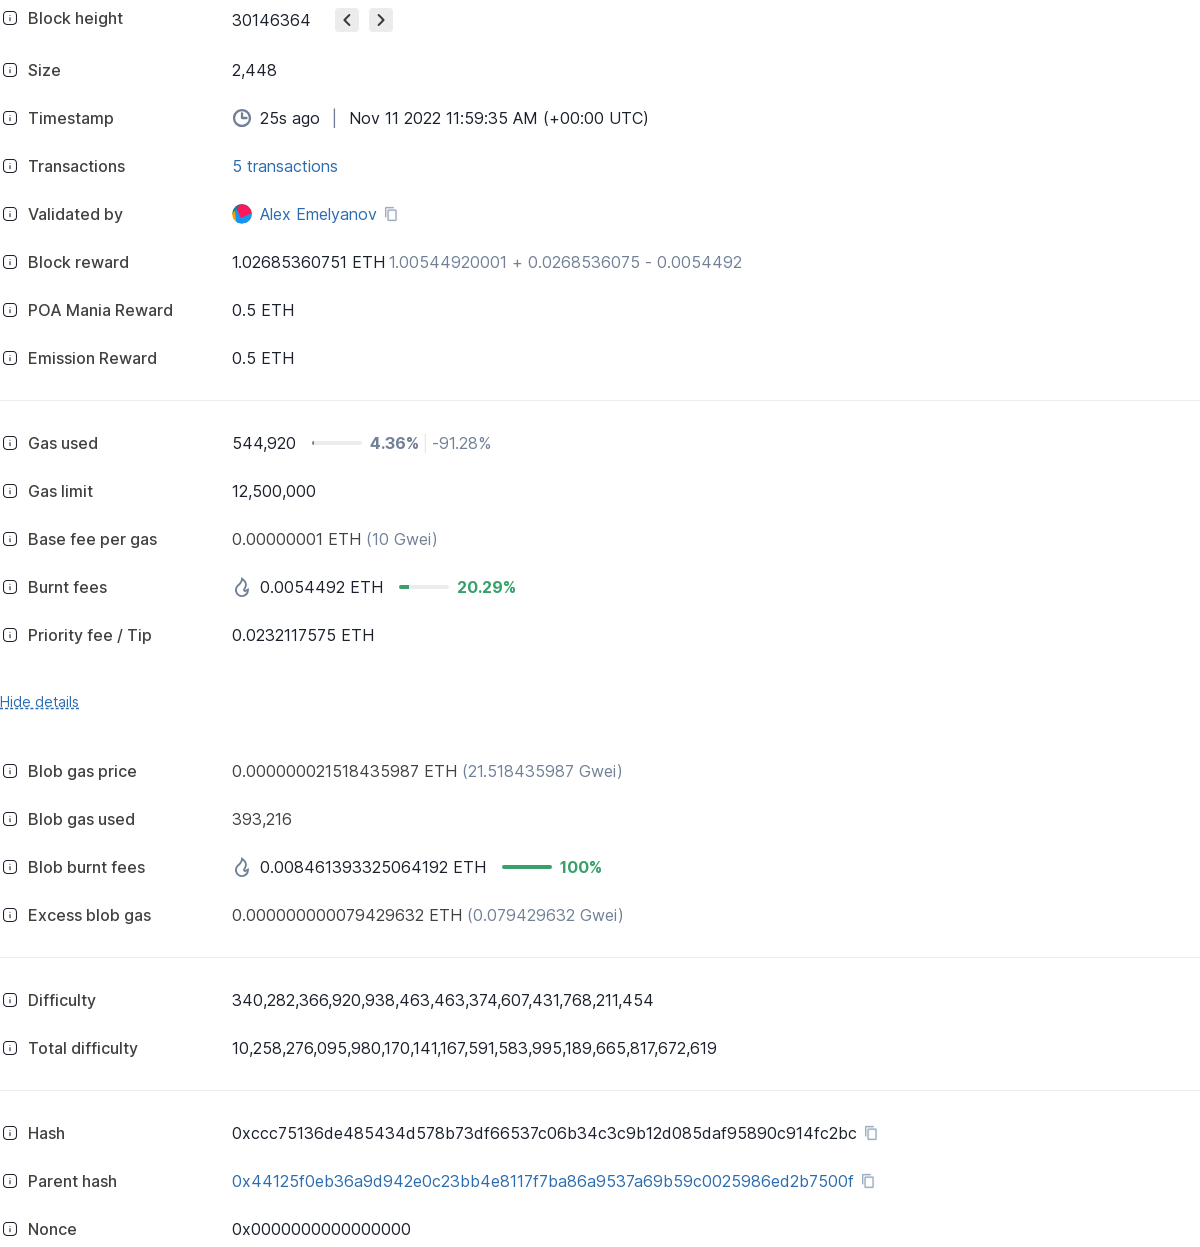 Block height 30146364
Size 2,448
Timestamp 25s ago | Nov 11 2022 11:59:35 AM (+00:00 UTC)
Transactions 5 transactions
Validated by Alex Emelyanov
Block reward 1.02685360751 ETH 1.00544920001 + 0.0268536075 - 0.0054492
POA Mania Reward 0.5 ETH
Emission Reward 0.5 ETH
Gas used 544,920 4.36% -91.28%
Gas limit 12,500,000
Base fee per gas 0.00000001 ETH (10 Gwei)
Burnt fees 0.0054492 ETH 20.29%
Priority fee / Tip 0.0232117575 ETH
Hide details
Blob gas price 0.000000021518435987 ETH (21.518435987 Gwei)
Blob gas used 393,216
Blob burnt fees 0.008461393325064192 ETH 100%
Excess blob gas 0.000000000079429632 ETH (0.079429632 Gwei)
Difficulty 340,282,366,920,938,463,463,374,607,431,768,211,454
Total difficulty 10,258,276,095,980,170,141,167,591,583,995,189,665,817,672,619
Hash 0xccc75136de485434d578b73df66537c06b34c3c9b12d085daf95890c914fc2bc
Parent hash 0x44125f0eb36a9d942e0c23bb4e8117f7ba86a9537a69b59c0025986ed2b7500f
Nonce 0x0000000000000000